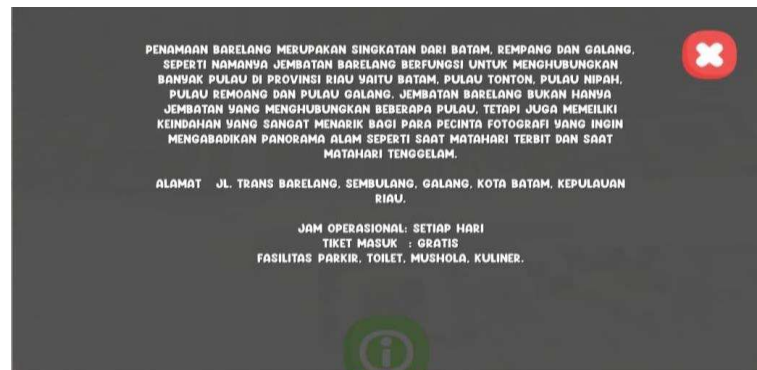 PENAMAAN BARELANG MERUPAKAN SINGKATAN DARI BATAM, REMPANG DAN GALANG,
SEPERTI NAMANYA JEMBATAN BARELANG BERFUNGSI UNTUK MENGHUBUNGKAN
BANYAK PULAU DI PROVINSI RIAU YAITU BATAM, PULAU TONTON, PULAU NIPAH,
PULAU REMOANG DAN PULAU GALANG. JEMBATAN BARELANG BUKAN HANYA
JEMBATAN YANG MENGHUBUNGKAN BEBERAPA PULAU, TETAPI JUGA MEMEILIKI
KEINDAHAN YANG SANGAT MENARIK BAGI PARA PECINTA FOTOGRAFI YANG INGIN
MENGABADIKAN PANORAMA ALAM SEPERTI SAAT MATAHARI TERBIT DAN SAAT
MATAHARI TENGGELAM.
ALAMAT JL. TRANS BARELANG, SEMBULANG, GALANG, KOTA BATAM, KEPULAUAN
RIAU.
JAM OPERASIONAL: SETIAP HARI
TIKET MASUK : GRATIS
FASILITAS PARKIR, TOILET, MUSHOLA, KULINER.